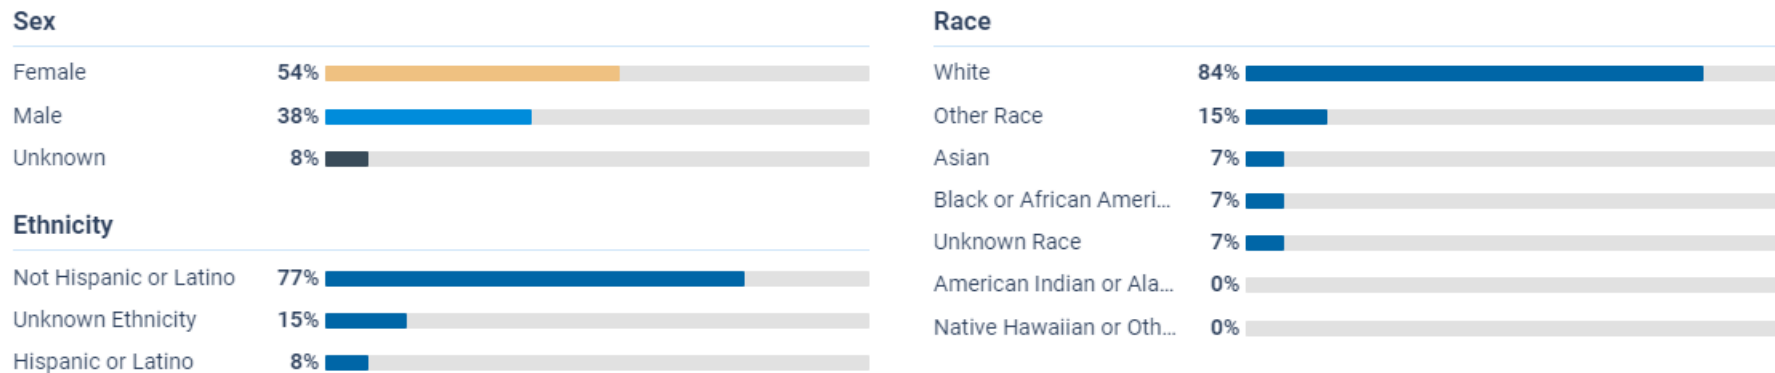 Sex
Female 54%
Male 38%
Unknown 8%
Ethnicity
Not Hispanic or Latino 77%
Unknown Ethnicity 15%
Hispanic or Latino 8%
Race
White 84%
Other Race 15%
Asian 7%
Black or African Ameri... 7%
Unknown Race 7%
American Indian or Ala... 0%
Native Hawaiian or Oth... 0%